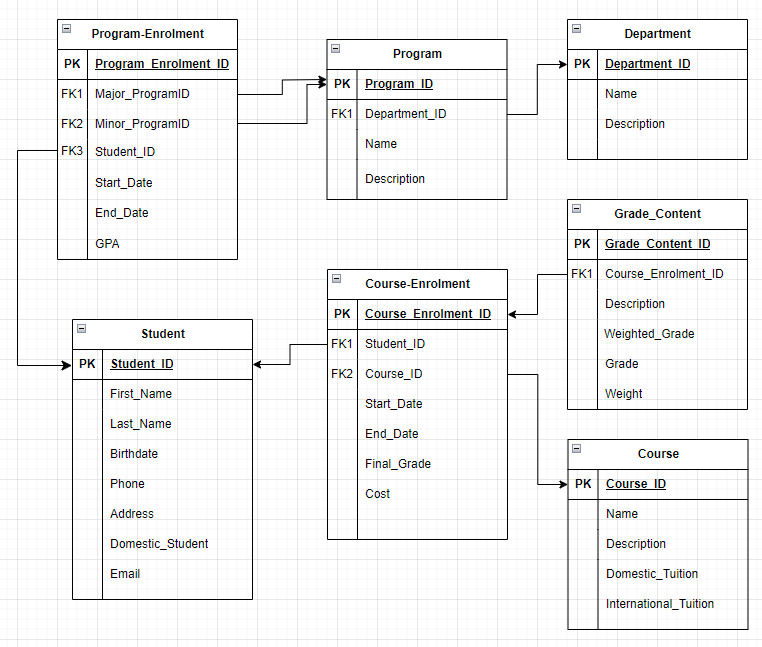 Program-Enrolment
PK Program_Enrolment_ID
FK1 Major_ProgramID
FK2 Minor_ProgramID
FK3 Student_ID
Start_Date
End_Date
GPA
Program
PK Program_ID
FK1 Department_ID
Name
Description
Department
PK Department_ID
Name
Description
Grade_Content
PK Grade_Content_ID
FK1 Course_Enrolment_ID
Description
Weighted_Grade
Grade
Weight
Course-Enrolment
PK Course_Enrolment_ID
FK1 Student_ID
FK2 Course_ID
Start_Date
End_Date
Final_Grade
Cost
Student
PK Student_ID
First_Name
Last_Name
Birthdate
Phone
Address
Domestic_Student
Email
Course
PK Course_ID
Name
Description
Domestic_Tuition
International_Tuition